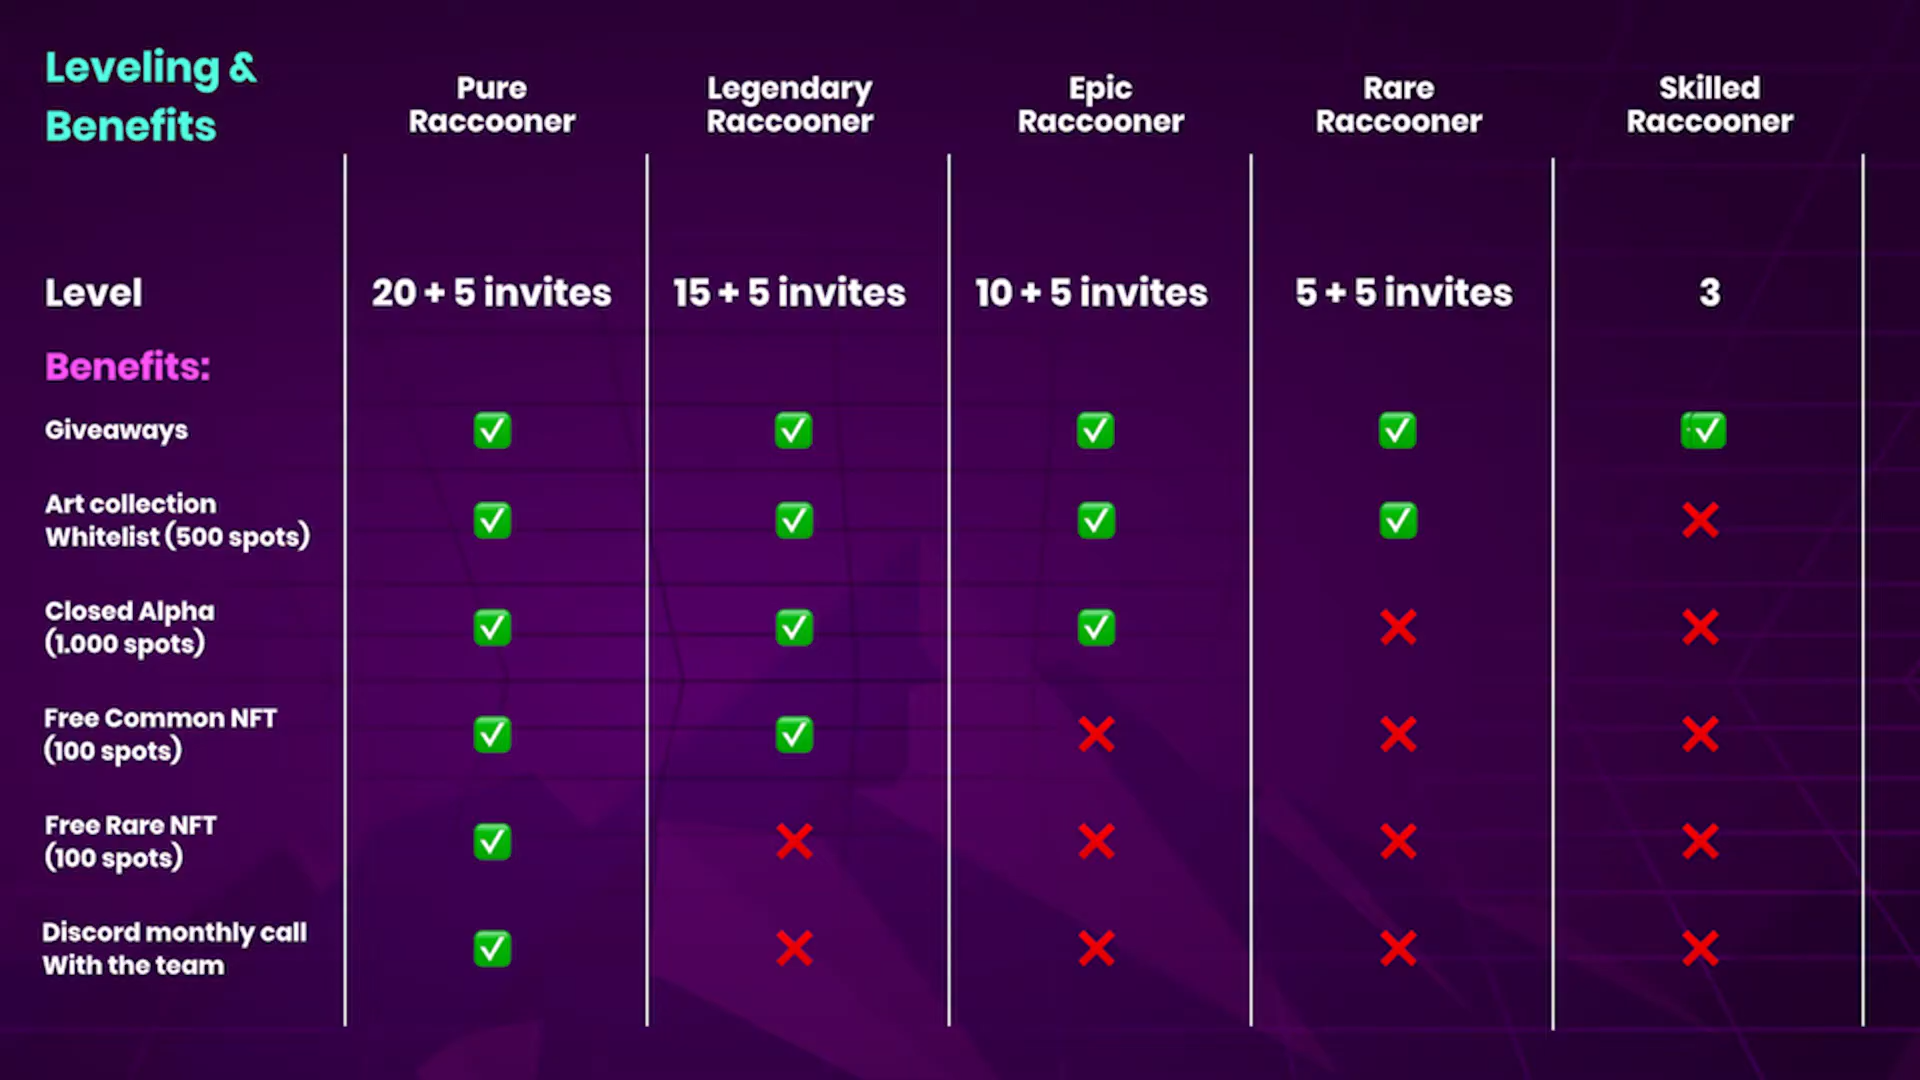 Leveling &
Benefits
Pure
Raccooner
Legendary
Raccooner
Epic
Raccooner
Rare
Raccooner
Skilled
Raccooner
Level
20 + 5 invites
15 + 5 invites
10 + 5 invites
5 + 5 invites
3
Benefits:
Giveaways
Art collection
Whitelist (500 spots)
Closed Alpha
(1.000 spots)
Free Common NFT
(100 spots)
Free Rare NFT
(100 spots)
Discord monthly call
With the team